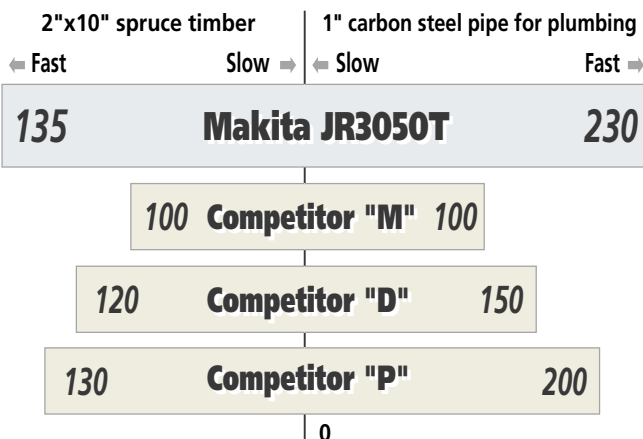 2"x10" spruce timber 1" carbon steel pipe for plumbing
Fast Slow Slow Fast
135 Makita JR3050T 230
100 Competitor "M" 100
120 Competitor "D" 150
130 Competitor "P" 200
0